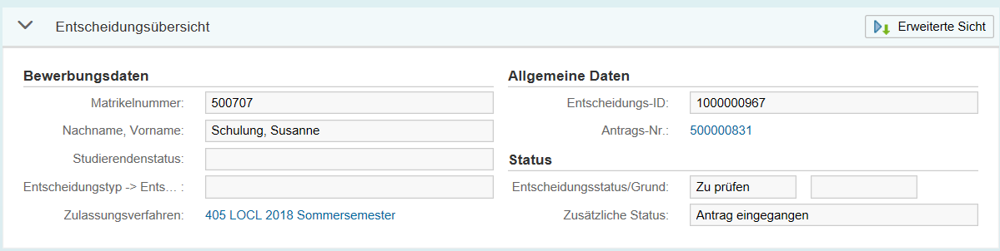 Entscheidungsübersicht
Erweiterte Sicht
Bewerbungsdaten
Matrikelnummer: 500707
Nachname, Vorname: Schulung, Susanne
Studierendenstatus:
Entscheidungstyp -> Ents... :
Zulassungsverfahren: 405 LOCL 2018 Sommersemester
Allgemeine Daten
Entscheidungs-ID: 1000000967
Antrags-Nr.: 500000831
Status
Entscheidungsstatus/Grund: Zu prüfen
Zusätzliche Status: Antrag eingegangen